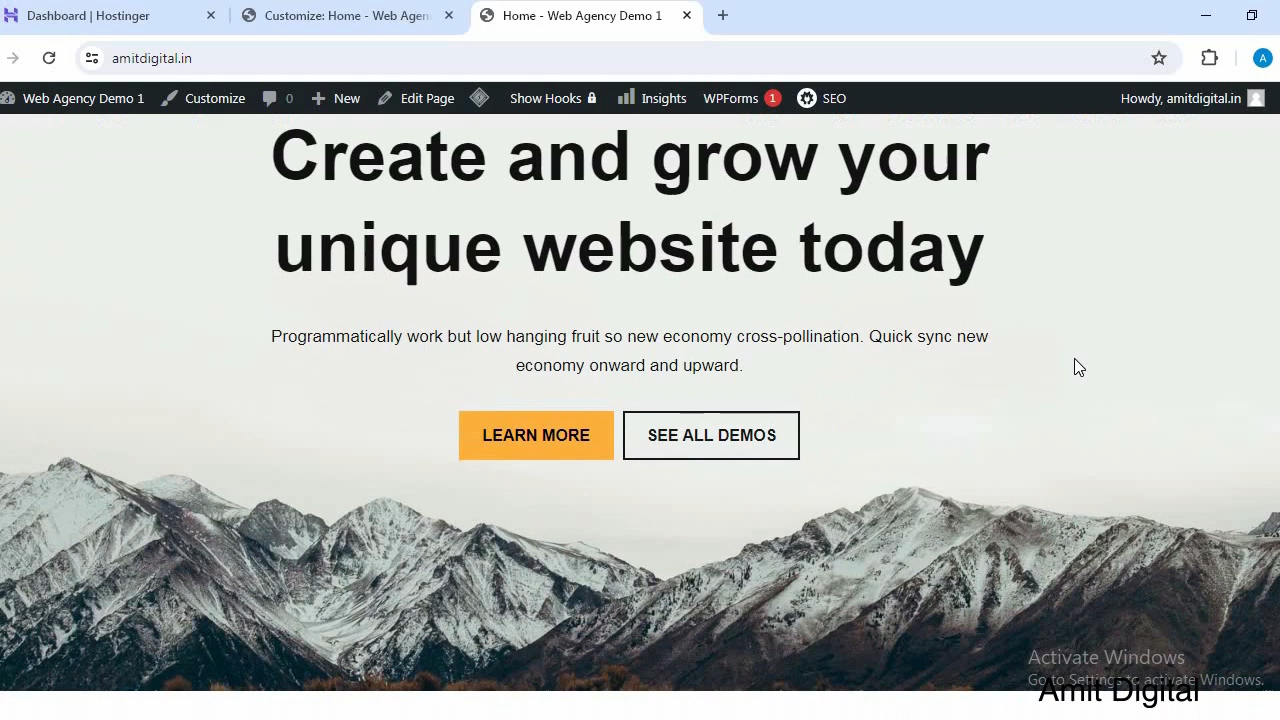 Dashboard | Hostinger
Customize: Home - Web Agen
Home - Web Agency Demo 1
amitdigital.in
A
Web Agency Demo 1
Customize
0
New
Edit Page
Show Hooks
Insights
WPForms 1
SEO
Howdy, amitdigital.in
Create and grow your
unique website today
Programmatically work but low hanging fruit so new economy cross-pollination. Quick sync new
economy onward and upward.
LEARN MORE
SEE ALL DEMOS
Activate Windows
Go to Settings to activate Windows.
Amit Digital